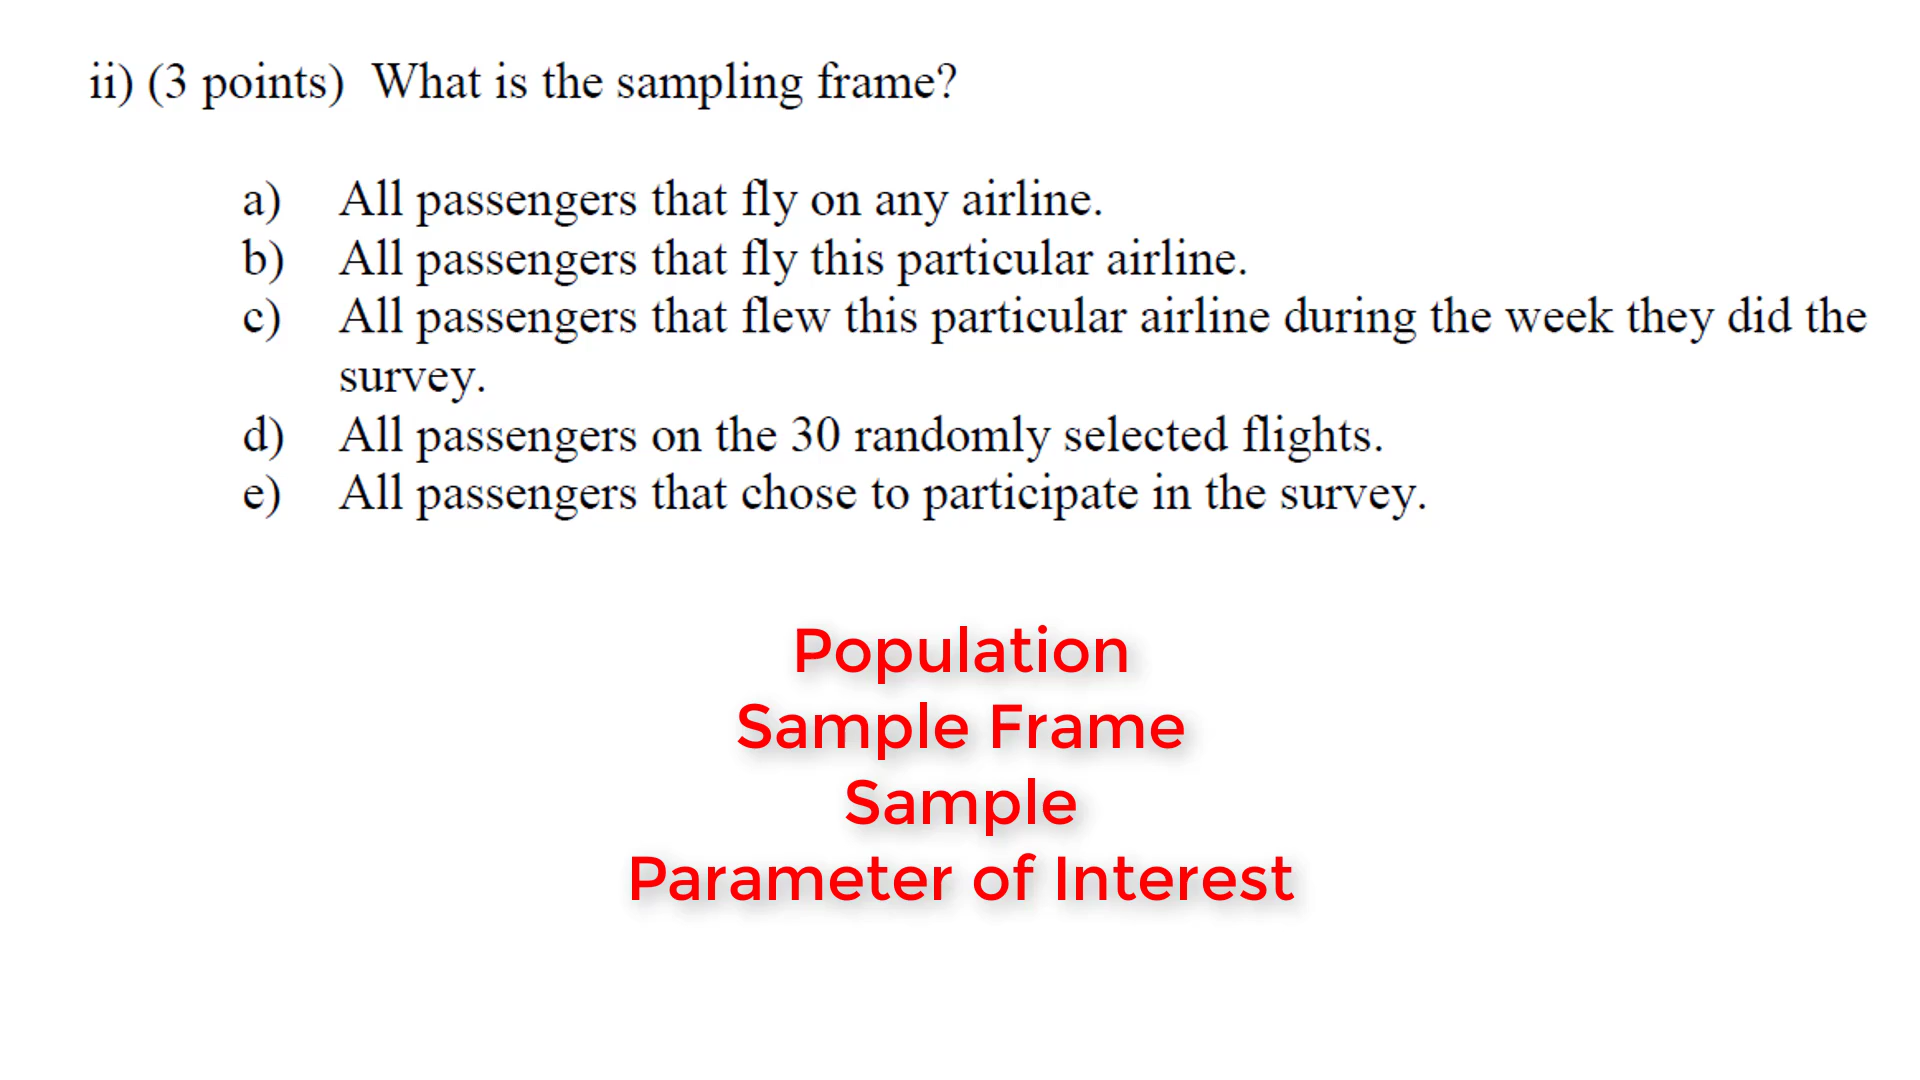 ii) (3 points) What is the sampling frame?
a) All passengers that fly on any airline.
b) All passengers that fly this particular airline.
c) All passengers that flew this particular airline during the week they did the
survey.
d) All passengers on the 30 randomly selected flights.
e) All passengers that chose to participate in the survey.
Population
Sample Frame
Sample
Parameter of Interest